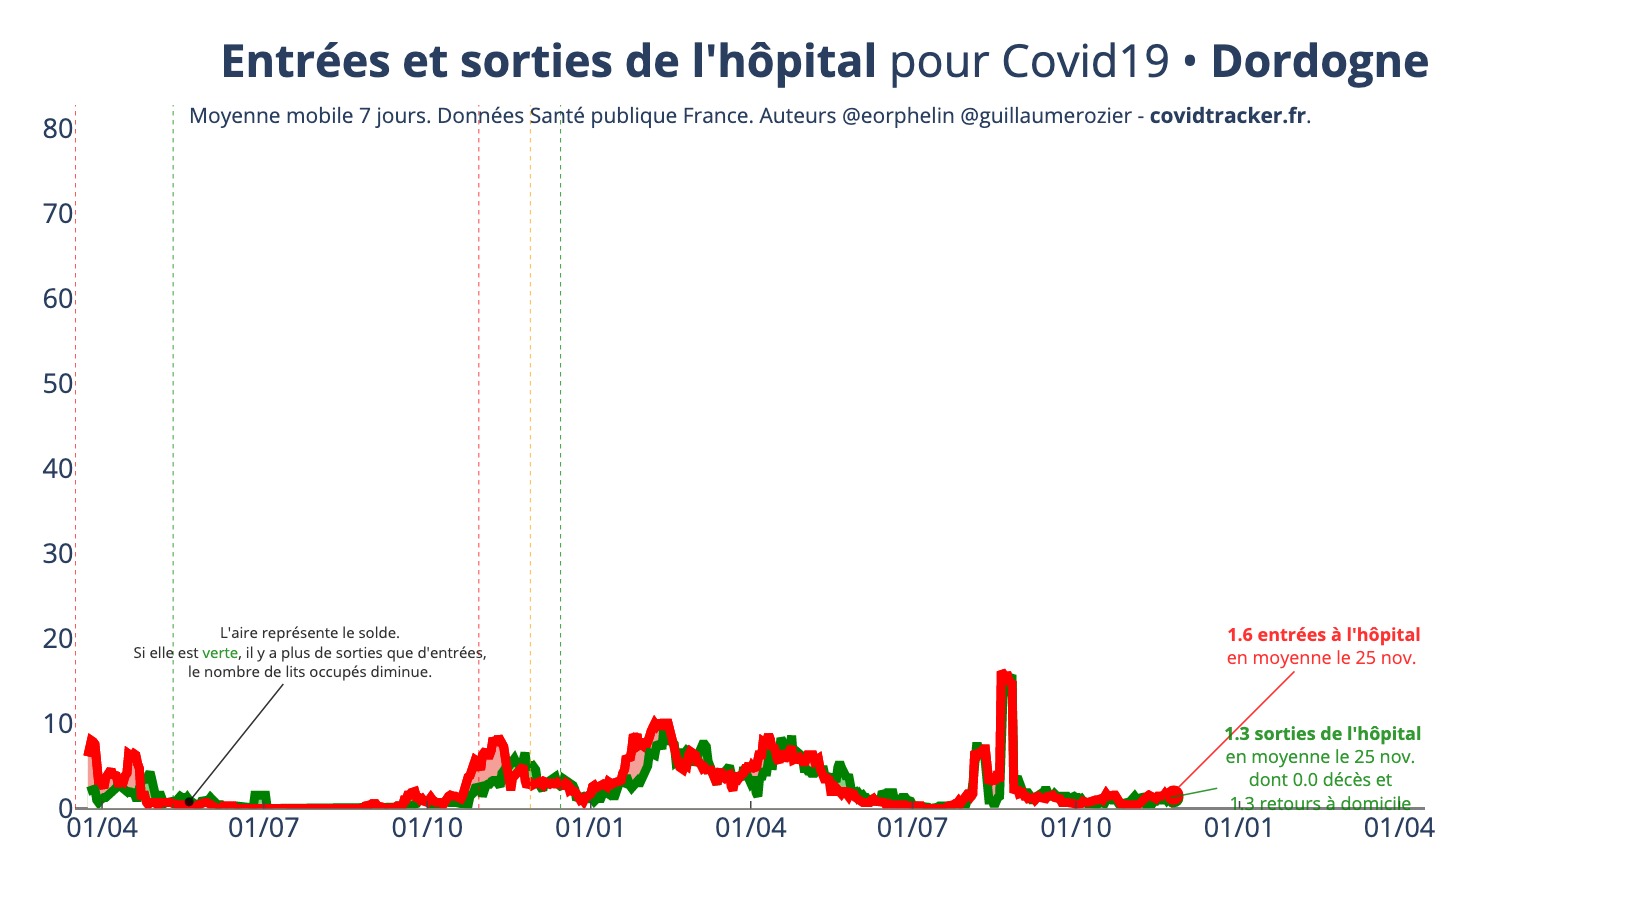 Entrées et sorties de l'hôpital pour Covid19 • Dordogne
Moyenne mobile 7 jours. Données Santé publique France. Auteurs @eorphelin @guillaumerozier - covidtracker.fr.
80
70
60
50
40
30
20
10
0
L'aire représente le solde.
Si elle est verte, il y a plus de sorties que d'entrées,
le nombre de lits occupés diminue.
1.6 entrées à l'hôpital
en moyenne le 25 nov.
1.3 sorties de l'hôpital
en moyenne le 25 nov.
dont 0.0 décès et
1.3 retours à domicile
01/04 01/07 01/10 01/01 01/04 01/07 01/10 01/01 01/04